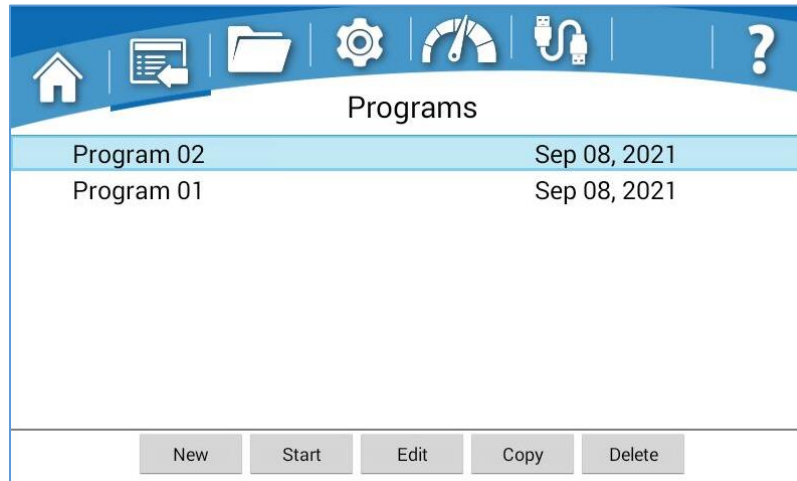 ?
Programs
Program 02 Sep 08, 2021
Program 01 Sep 08, 2021
New Start Edit Copy Delete